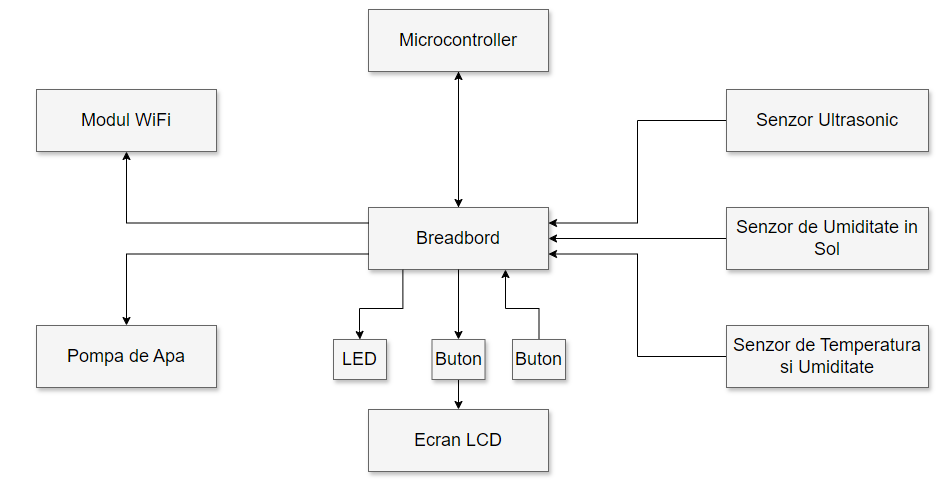 Microcontroller
Modul WiFi
Senzor Ultrasonic
Breadbord
Senzor de Umiditate in
Sol
Pompa de Apa
LED
Buton
Buton
Senzor de Temperatura
si Umiditate
Ecran LCD